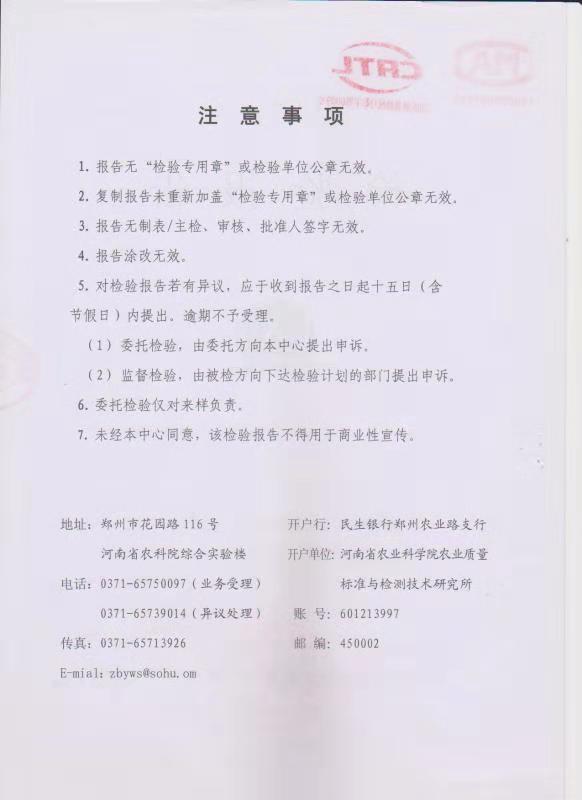 CATL
注意事项
1. 报告无“检验专用章”或检验单位公章无效。
2. 复制报告未重新加盖“检验专用章”或检验单位公章无效。
3. 报告无制表/主检、审核、批准人签字无效。
4. 报告涂改无效。
5. 对检验报告若有异议，应于收到报告之日起十五日（含
节假日）内提出。逾期不予受理。
（1）委托检验，由委托方向本中心提出申诉。
（2）监督检验，由被检方向下达检验计划的部门提出申诉。
6. 委托检验仅对来样负责。
7. 未经本中心同意，该检验报告不得用于商业性宣传。
地址：郑州市花园路 116 号
河南省农科院综合实验楼
电话：0371-65750097（业务受理）
0371-65739014（异议处理）
传真：0371-65713926
E-mial：zbyws@sohu.om
开户行：民生银行郑州农业路支行
开户单位：河南省农业科学院农业质量
标准与检测技术研究所
账 号：601213997
邮 编：450002